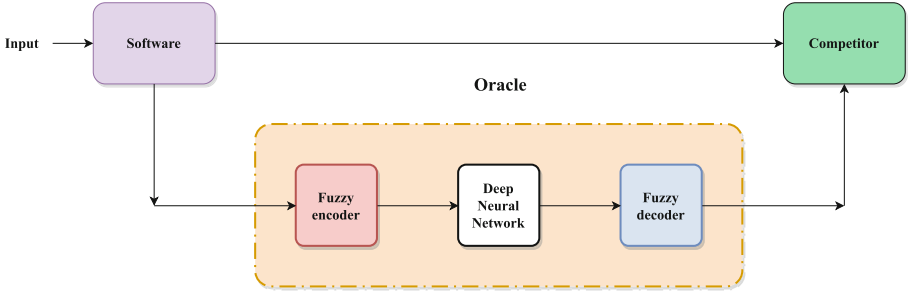 Input
Software
Competitor
Oracle
Fuzzy
encoder
Deep
Neural
Network
Fuzzy
decoder